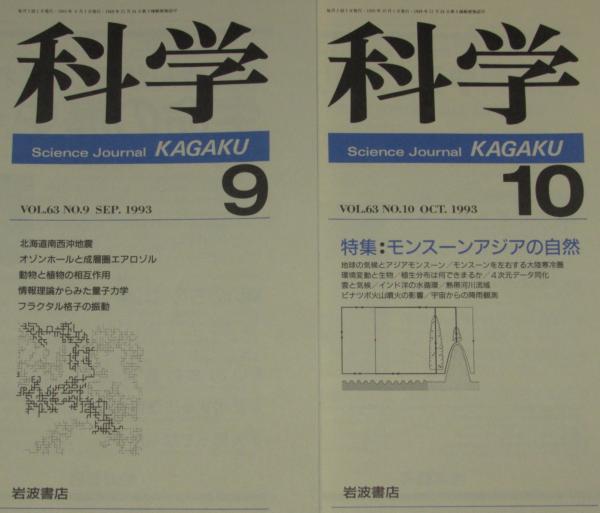 科学
Science Journal KAGAKU
9
VOL.63 NO.9 SEP. 1993
北海道南西沖地震
オゾンホールと成層圏エアロゾル
動物と植物の相互作用
情報理論からみた量子力学
フラクタル格子の振動
岩波書店
科学
Science Journal KAGAKU
10
VOL.63 NO.10 OCT. 1993
特集:モンスーンアジアの自然
地球の気候とアジアモンスーン/モンスーンを左右する大陸寒冷圏
環境変動と生物/植生分布は何できまるか/4次元データ同化
雲と気候/インド洋の水循環/熱帯河川流域
ピナツボ火山噴火の影響/宇宙からの降雨観測
岩波書店